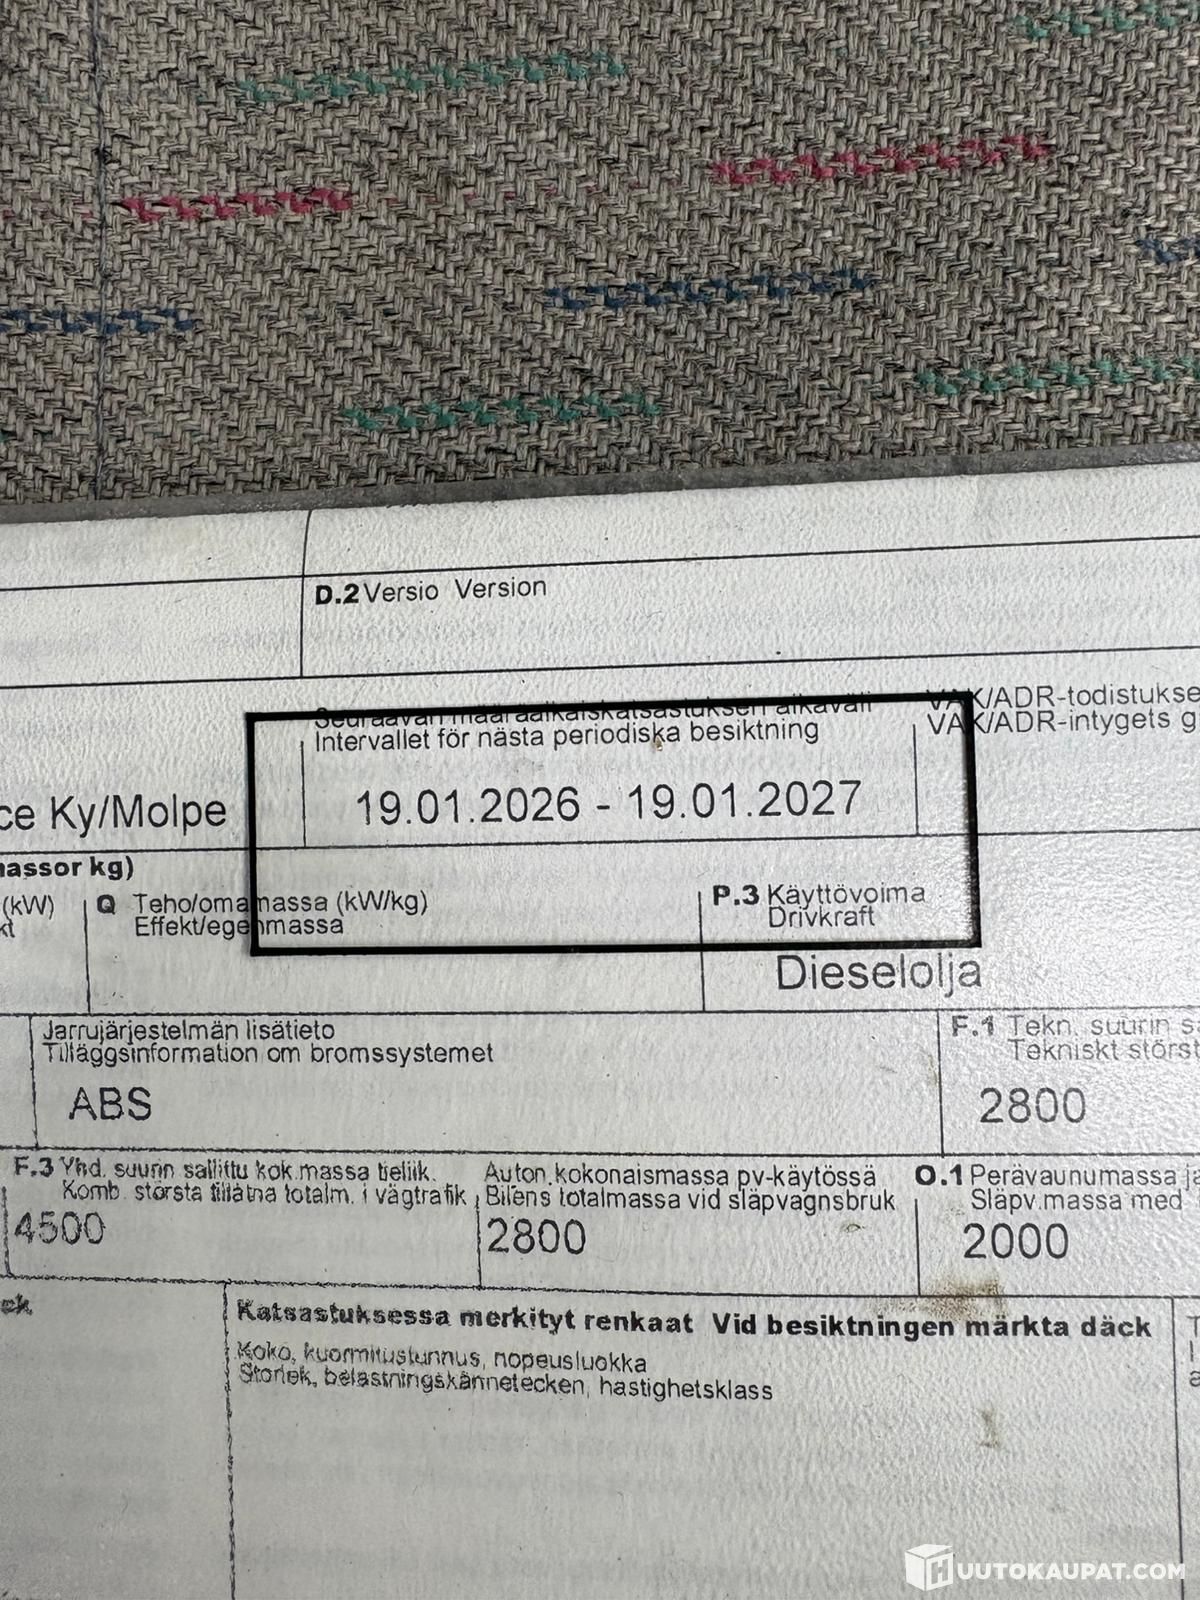 D.2 Versio Version
Seuraavan määräaikaiskatsastuksen aikaväli
Intervallet för nästa periodiska besiktning
VAK/ADR-todistukse
VAK/ADR-intygets g
ce Ky/Molpe
19.01.2026 - 19.01.2027
massor kg)
(kW)
kt
Q Teho/omamassa (kW/kg)
Effekt/egenmassa
P.3 Käyttövoima
Drivkraft
Dieselolja
Jarrujärjestelmän lisätieto
Tilläggsinformation om bromssystemet
ABS
F.1 Tekn. suurin s
Tekniskt störst
2800
F.3 Yhd. suurin sallittu kok.massa tieliik.
Komb. största tillåtna totalm. i vägtrafik
4500
Auton kokonaismassa pv-käytössä
Bilens totalmassa vid släpvagnsbruk
2800
O.1 Perävaunumassa ja
Släpv.massa med
2000
Katsastuksessa merkityt renkaat Vid besiktningen märkta däck
Koko, kuormitustunnus, nopeusluokka
Storlek, belastningskännetecken, hastighetsklass
HUUTOKAUPAT.COM